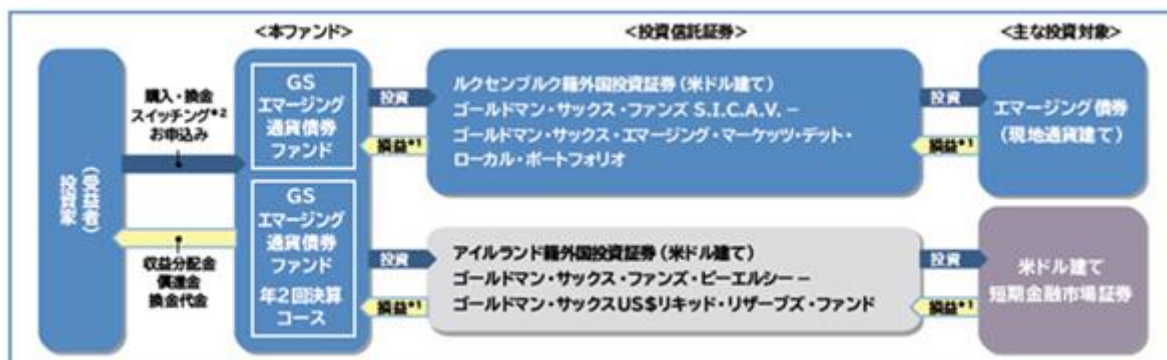 <本ファンド>
<投資信託証券>
<主な投資対象>
投資家
(受益者)
購入・換金
スイッチング*2
お申込み
収益分配金
償還金
換金代金
GS
エマージング
通貨債券
ファンド
GS
エマージング
通貨債券
ファンド
年2回決算
コース
投資
損益*1
ルクセンブルク籍外国投資証券(米ドル建て)
ゴールドマン・サックス・ファンズ S.I.C.A.V. –
ゴールドマン・サックス・エマージング・マーケッツ・デット・
ローカル・ポートフォリオ
投資
損益*1
エマージング債券
(現地通貨建て)
投資
損益*1
アイルランド籍外国投資証券(米ドル建て)
ゴールドマン・サックス・ファンズ・ピーエルシー –
ゴールドマン・サックスUS$リキッド・リザーブズ・ファンド
投資
損益*1
米ドル建て
短期金融市場証券